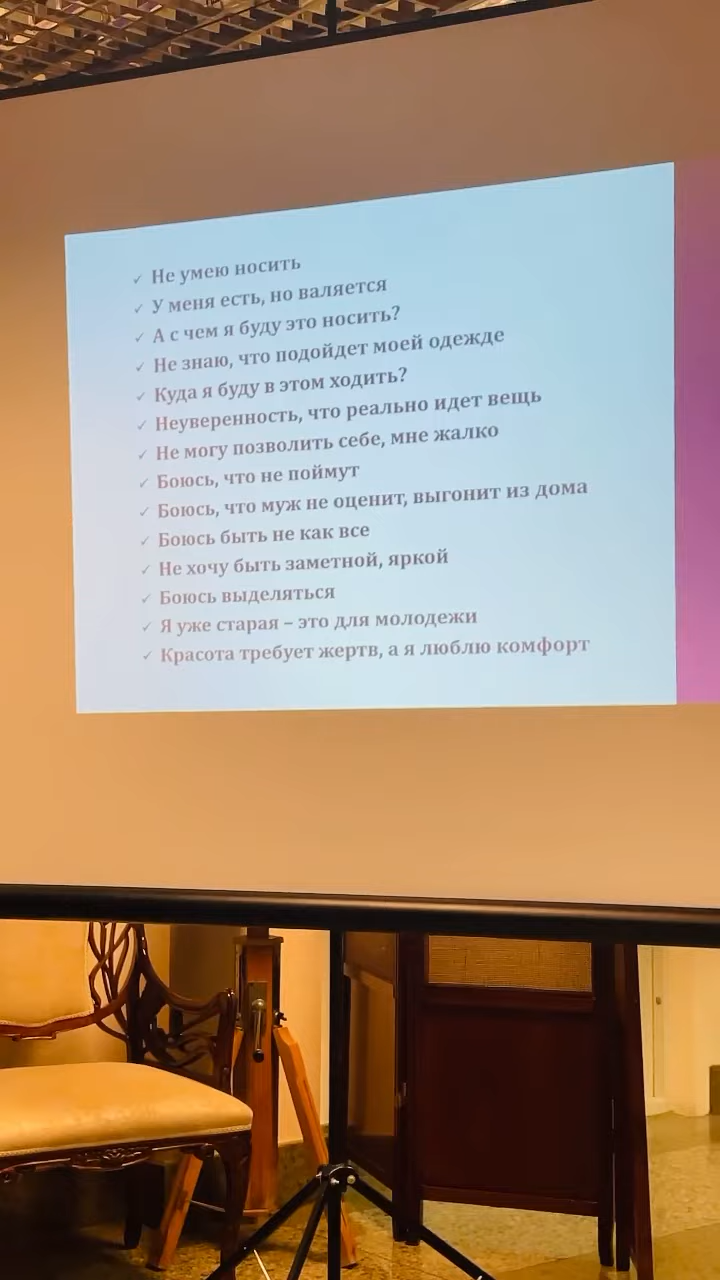 ✓ Не умею носить
✓ У меня есть, но валяется
✓ А с чем я буду это носить?
✓ Не знаю, что подойдет моей одежде
✓ Куда я буду в этом ходить?
✓ Неуверенность, что реально идет вещь
✓ Не могу позволить себе, мне жалко
✓ Боюсь, что не поймут
✓ Боюсь, что муж не оценит, выгонит из дома
✓ Боюсь быть не как все
✓ Не хочу быть заметной, яркой
✓ Боюсь выделяться
✓ Я уже старая – это для молодежи
✓ Красота требует жертв, а я люблю комфорт